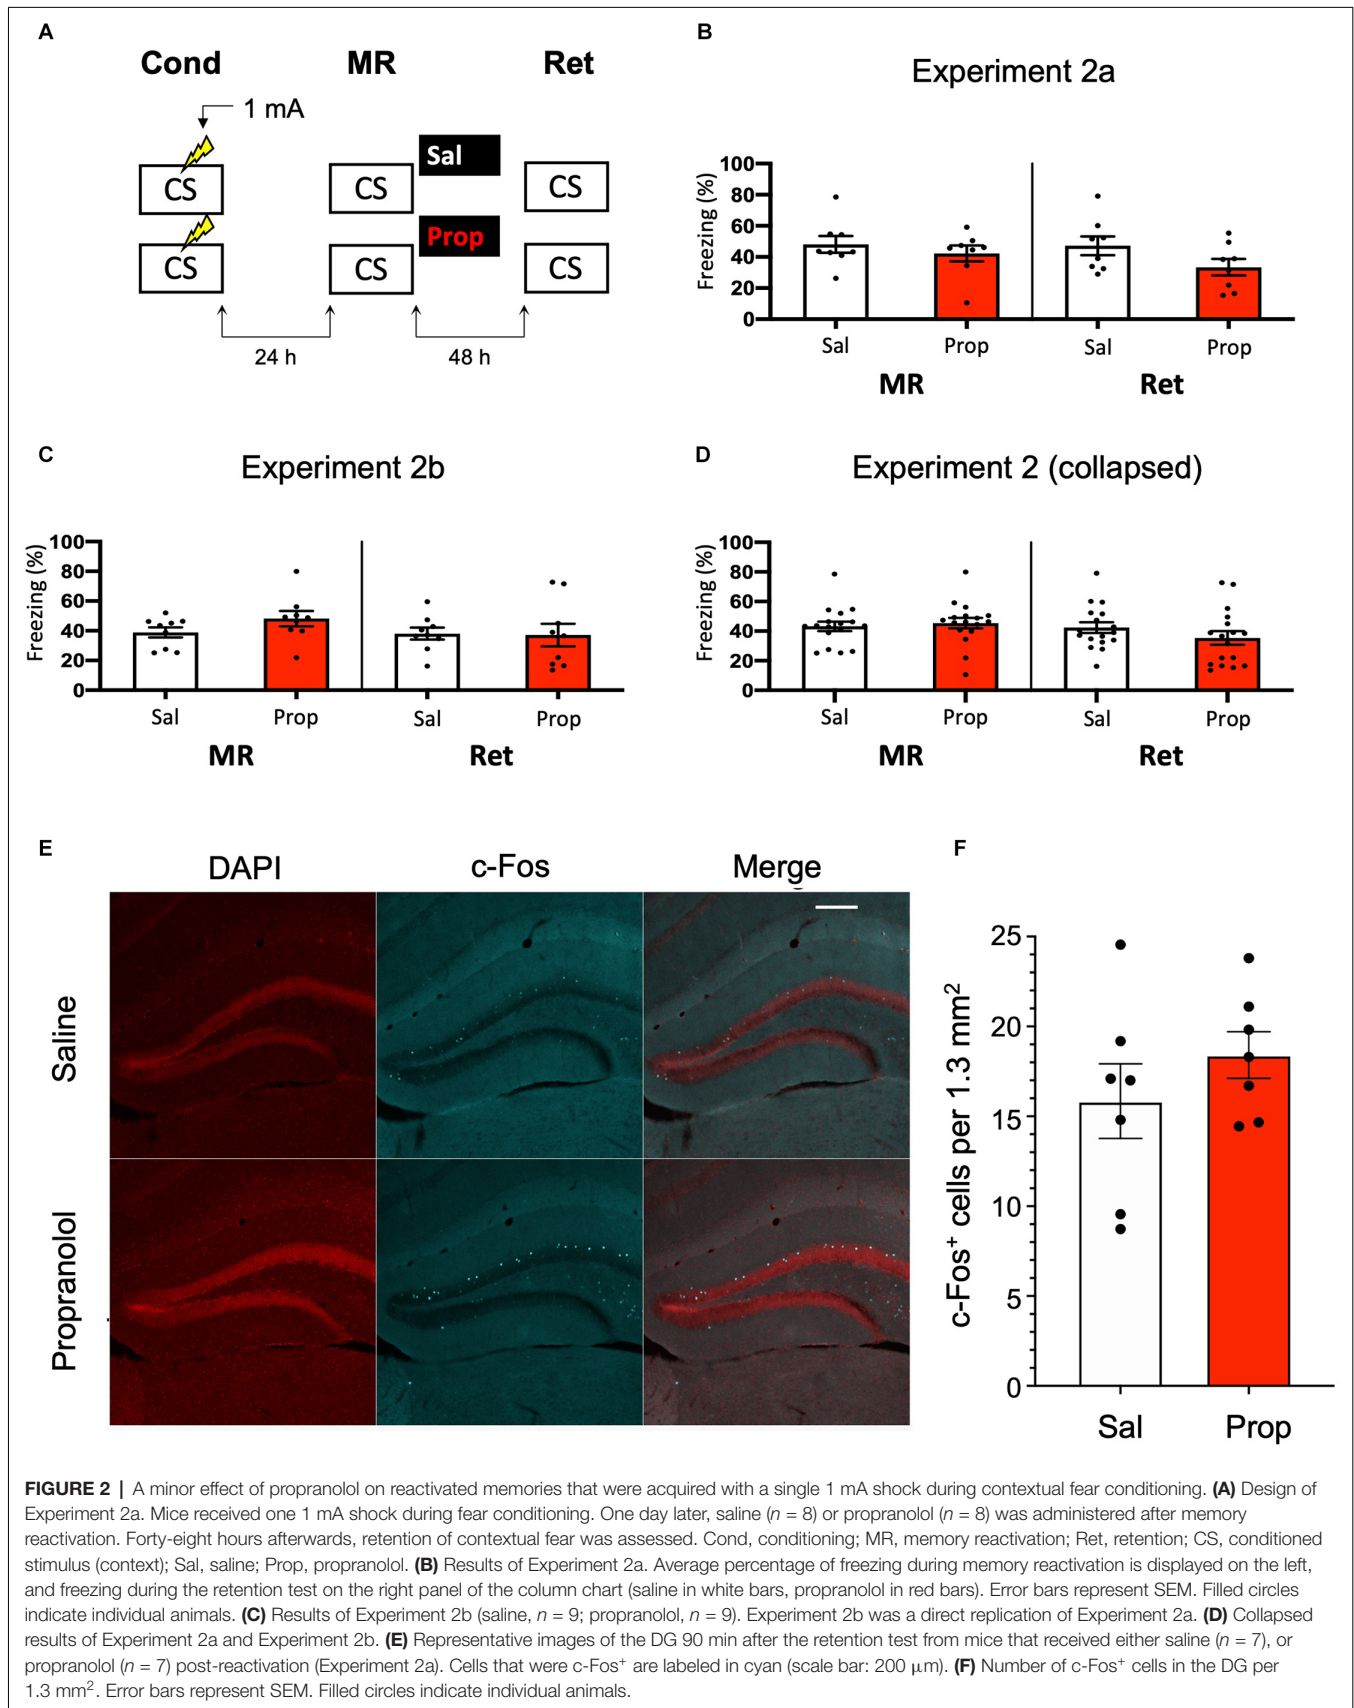 A
Cond MR Ret
1 mA
Sal
CS CS CS
Prop
CS CS CS
24 h 48 h
B
Experiment 2a
Freezing (%)
100
80
60
40
20
0
Sal Prop Sal Prop
MR Ret
C
Experiment 2b
Freezing (%)
100
80
60
40
20
0
Sal Prop Sal Prop
MR Ret
D
Experiment 2 (collapsed)
Freezing (%)
100
80
60
40
20
0
Sal Prop Sal Prop
MR Ret
E
DAPI c-Fos Merge
Saline
Propranolol
F
c-Fos⁺ cells per 1.3 mm²
25
20
15
10
5
0
Sal Prop
FIGURE 2 | A minor effect of propranolol on reactivated memories that were acquired with a single 1 mA shock during contextual fear conditioning. (A) Design of
Experiment 2a. Mice received one 1 mA shock during fear conditioning. One day later, saline (n = 8) or propranolol (n = 8) was administered after memory
reactivation. Forty-eight hours afterwards, retention of contextual fear was assessed. Cond, conditioning; MR, memory reactivation; Ret, retention; CS, conditioned
stimulus (context); Sal, saline; Prop, propranolol. (B) Results of Experiment 2a. Average percentage of freezing during memory reactivation is displayed on the left,
and freezing during the retention test on the right panel of the column chart (saline in white bars, propranolol in red bars). Error bars represent SEM. Filled circles
indicate individual animals. (C) Results of Experiment 2b (saline, n = 9; propranolol, n = 9). Experiment 2b was a direct replication of Experiment 2a. (D) Collapsed
results of Experiment 2a and Experiment 2b. (E) Representative images of the DG 90 min after the retention test from mice that received either saline (n = 7), or
propranolol (n = 7) post-reactivation (Experiment 2a). Cells that were c-Fos⁺ are labeled in cyan (scale bar: 200 μm). (F) Number of c-Fos⁺ cells in the DG per
1.3 mm². Error bars represent SEM. Filled circles indicate individual animals.